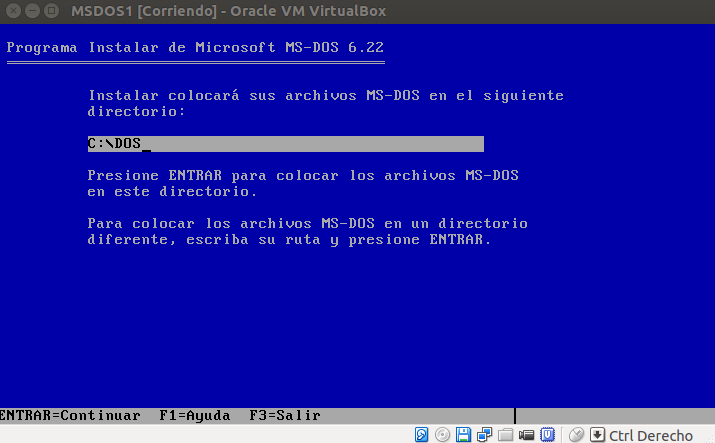 MSDOS1 [Corriendo] - Oracle VM VirtualBox
Programa Instalar de Microsoft MS-DOS 6.22
Instalar colocará sus archivos MS-DOS en el siguiente
directorio:
C:\DOS_
Presione ENTRAR para colocar los archivos MS-DOS
en este directorio.
Para colocar los archivos MS-DOS en un directorio
diferente, escriba su ruta y presione ENTRAR.
ENTRAR=Continuar F1=Ayuda F3=Salir
Ctrl Derecho